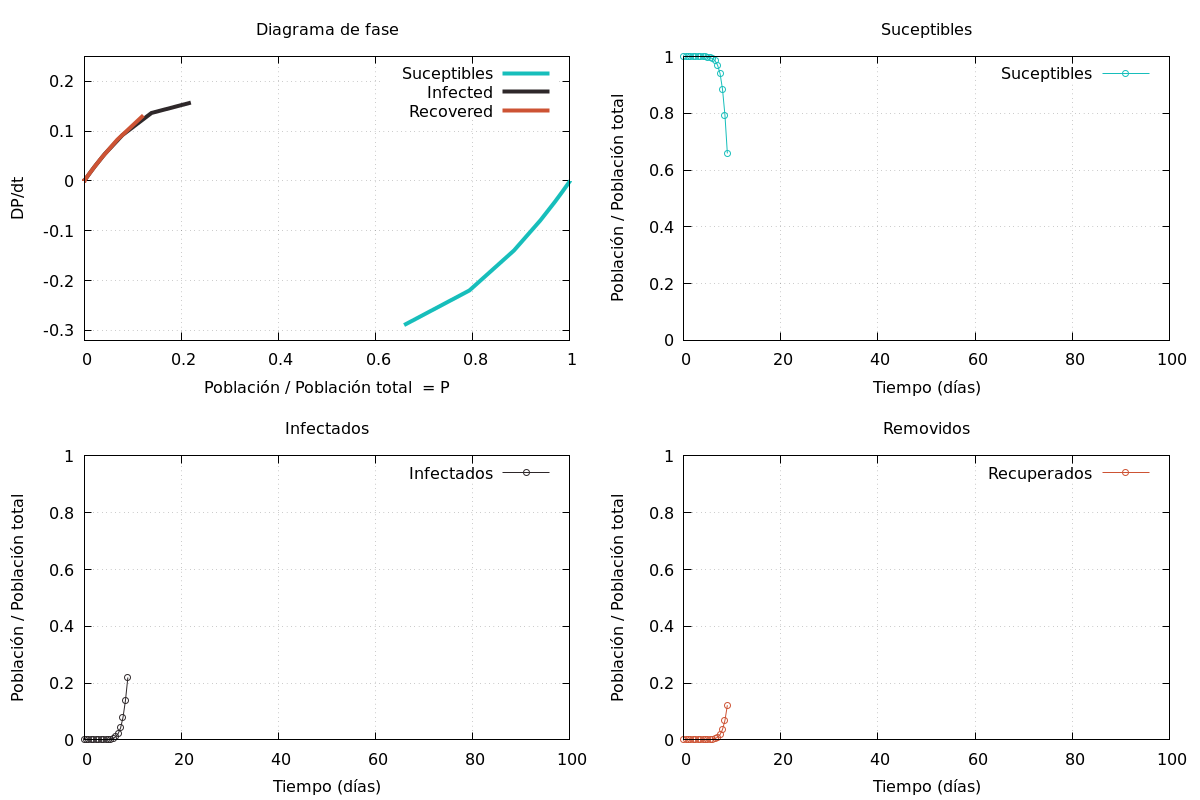 Diagrama de fase
Suceptibles
Infected
Recovered
0.2
0.1
0
-0.1
-0.2
-0.3
DP/dt
0 0.2 0.4 0.6 0.8 1
Población / Población total = P
Suceptibles
Suceptibles
1
0.8
0.6
0.4
0.2
0
Población / Población total
0 20 40 60 80 100
Tiempo (días)
Infectados
Infectados
1
0.8
0.6
0.4
0.2
0
Población / Población total
0 20 40 60 80 100
Tiempo (días)
Removidos
Recuperados
1
0.8
0.6
0.4
0.2
0
Población / Población total
0 20 40 60 80 100
Tiempo (días)